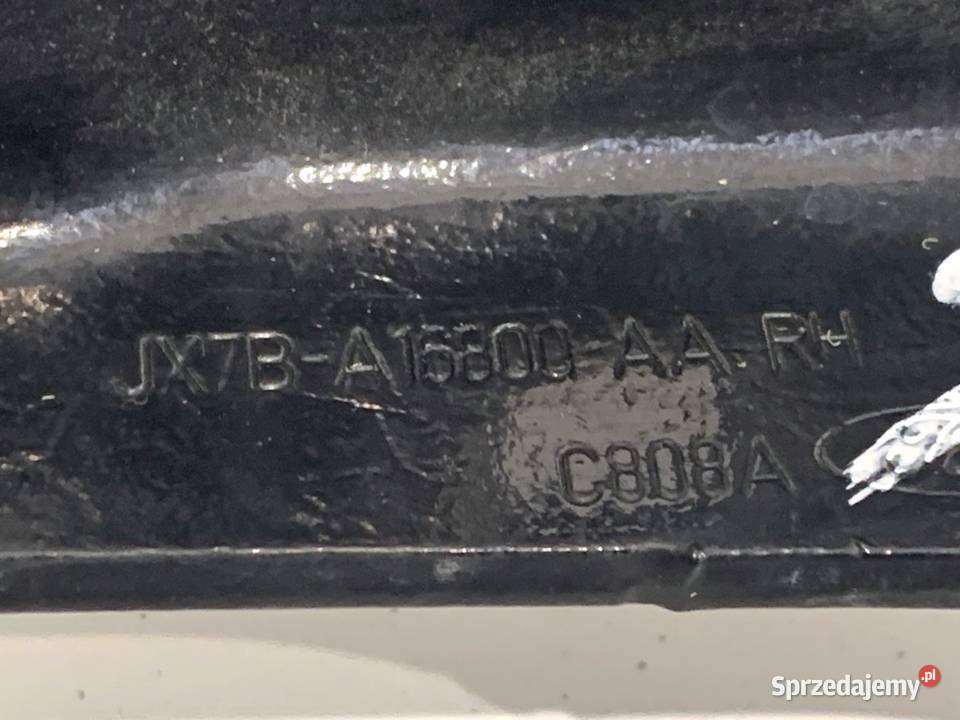 JX7B-A16800-AA RH
C808A
Sprzedajemy.pl